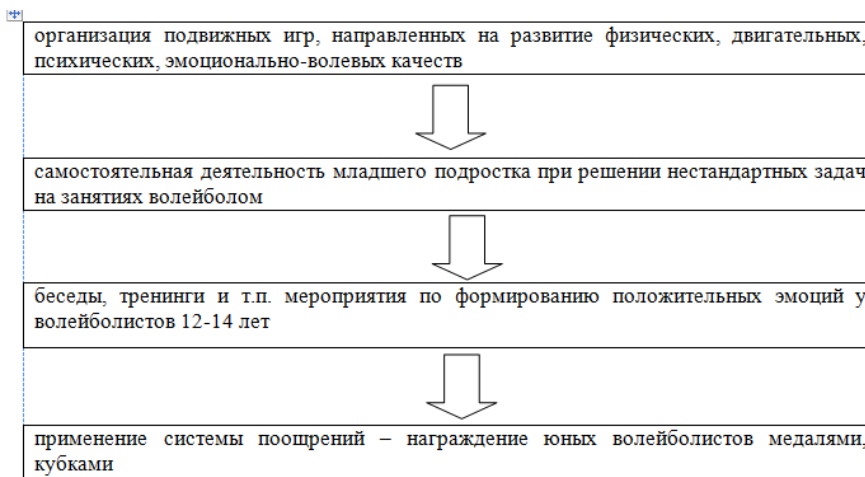 организация подвижных игр, направленных на развитие физических, двигательных,
психических, эмоционально-волевых качеств
самостоятельная деятельность младшего подростка при решении нестандартных задач
на занятиях волейболом
беседы, тренинги и т.п. мероприятия по формированию положительных эмоций у
волейболистов 12-14 лет
применение системы поощрений – награждение юных волейболистов медалями,
кубками